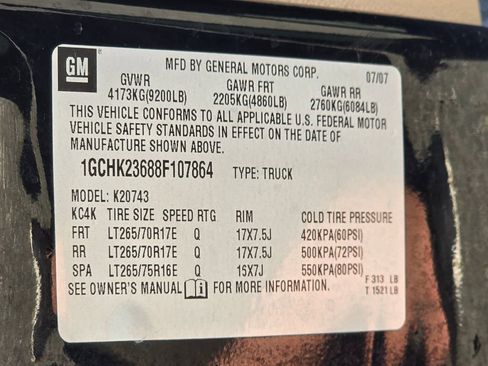 GM
MFD BY GENERAL MOTORS CORP. 07/07
GVWR GAWR FRT GAWR RR
4173KG(9200LB) 2205KG(4860LB) 2760KG(6084LB)
THIS VEHICLE CONFORMS TO ALL APPLICABLE U.S. FEDERAL MOTOR
VEHICLE SAFETY STANDARDS IN EFFECT ON THE DATE OF
MANUFACTURE SHOWN ABOVE.
1GCHK23688F107864 TYPE: TRUCK
MODEL: K20743
KC4K TIRE SIZE SPEED RTG RIM COLD TIRE PRESSURE
FRT LT265/70R17E Q 17X7.5J 420KPA(60PSI)
RR LT265/70R17E Q 17X7.5J 500KPA(72PSI)
SPA LT265/75R16E Q 1SX7J 550KPA(80PSI)
SEE OWNER'S MANUAL i FOR MORE INFORMATION.
F 313 LB
T 1521 LB